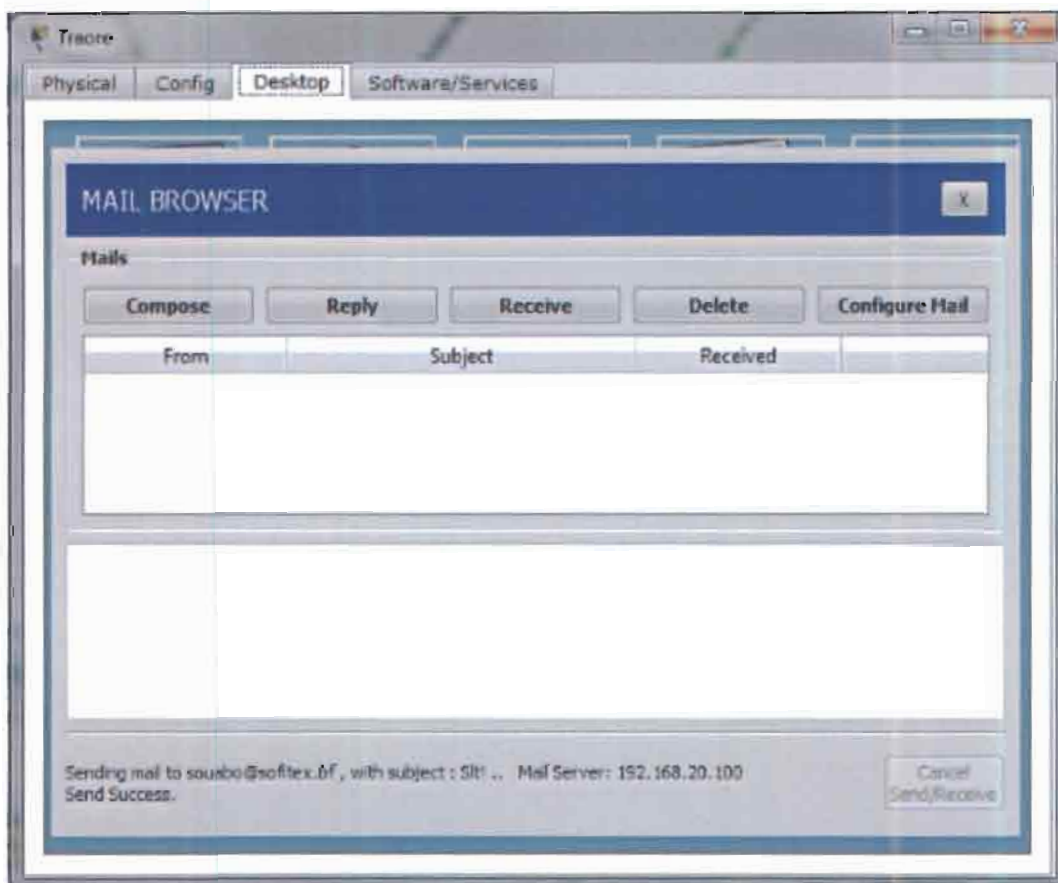 Traore
Physical Config Desktop Software/Services
MAIL BROWSER X
Mails
Compose Reply Receive Delete Configure Mail
From Subject Received
Sending mail to souabo@sofitex.bf , with subject : Slt! .. Mail Server: 192.168.20.100
Send Success.
Cancel
Send/Receive